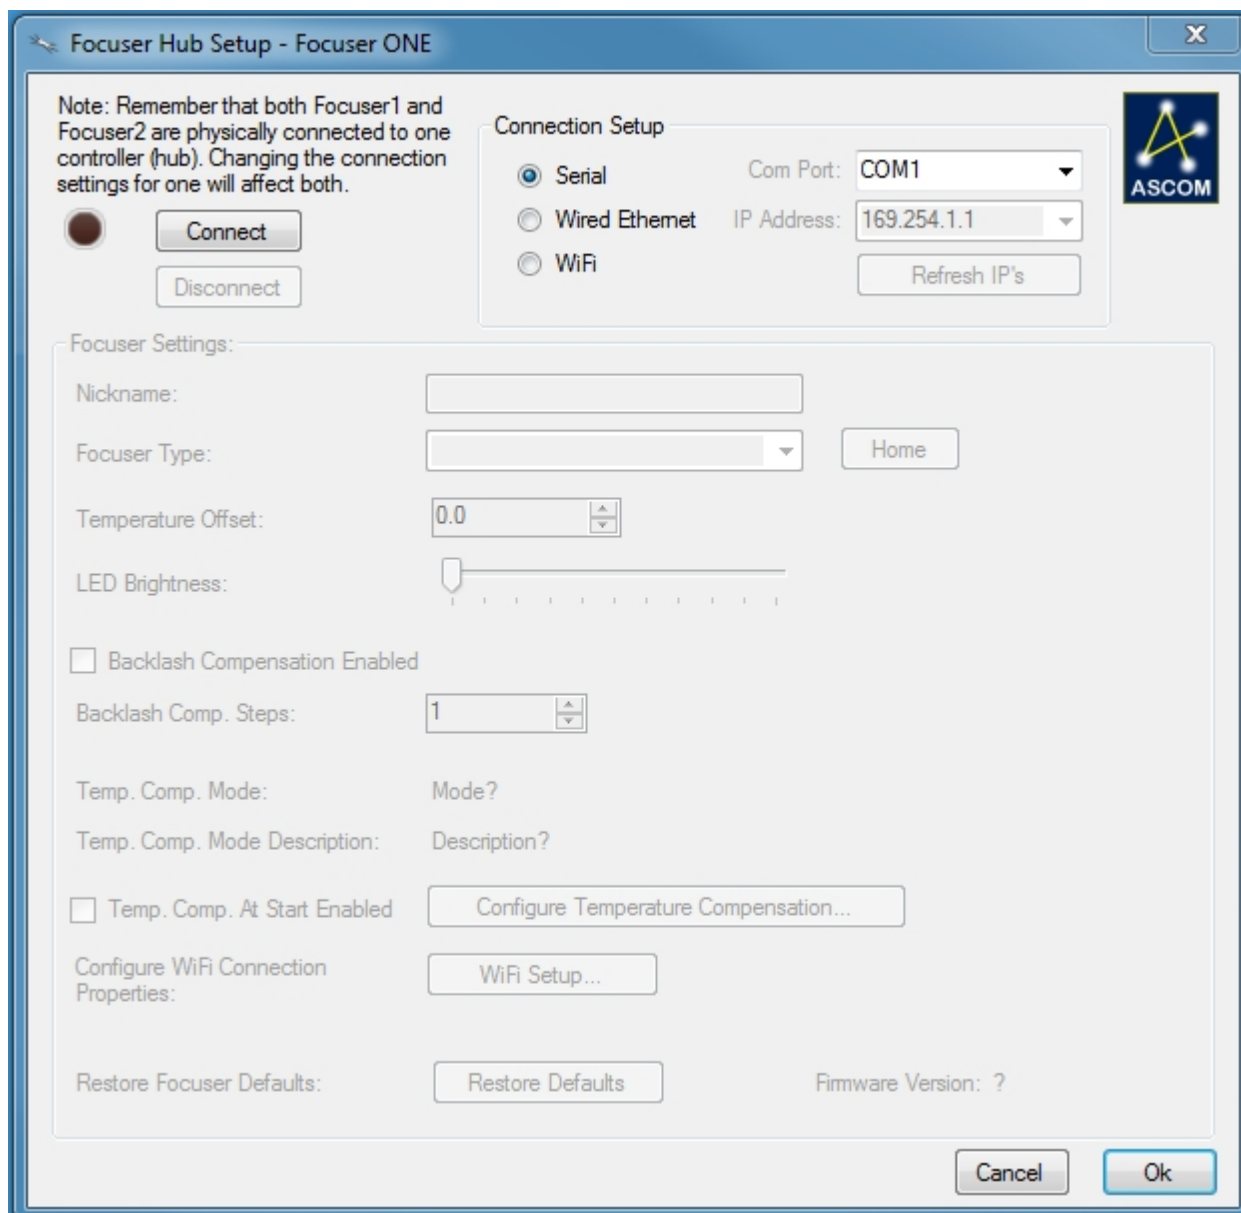 Focuser Hub Setup - Focuser ONE
Note: Remember that both Focuser1 and
Focuser2 are physically connected to one
controller (hub). Changing the connection
settings for one will affect both.
Connect
Disconnect
Connection Setup
Serial
Com Port: COM1
Wired Ethernet
IP Address: 169.254.1.1
WiFi
Refresh IP's
ASCOM
Focuser Settings:
Nickname:
Focuser Type:
Home
Temperature Offset: 0.0
LED Brightness:
Backlash Compensation Enabled
Backlash Comp. Steps: 1
Temp. Comp. Mode: Mode?
Temp. Comp. Mode Description: Description?
Temp. Comp. At Start Enabled
Configure Temperature Compensation...
Configure WiFi Connection
Properties:
WiFi Setup...
Restore Focuser Defaults:
Restore Defaults
Firmware Version: ?
Cancel
Ok